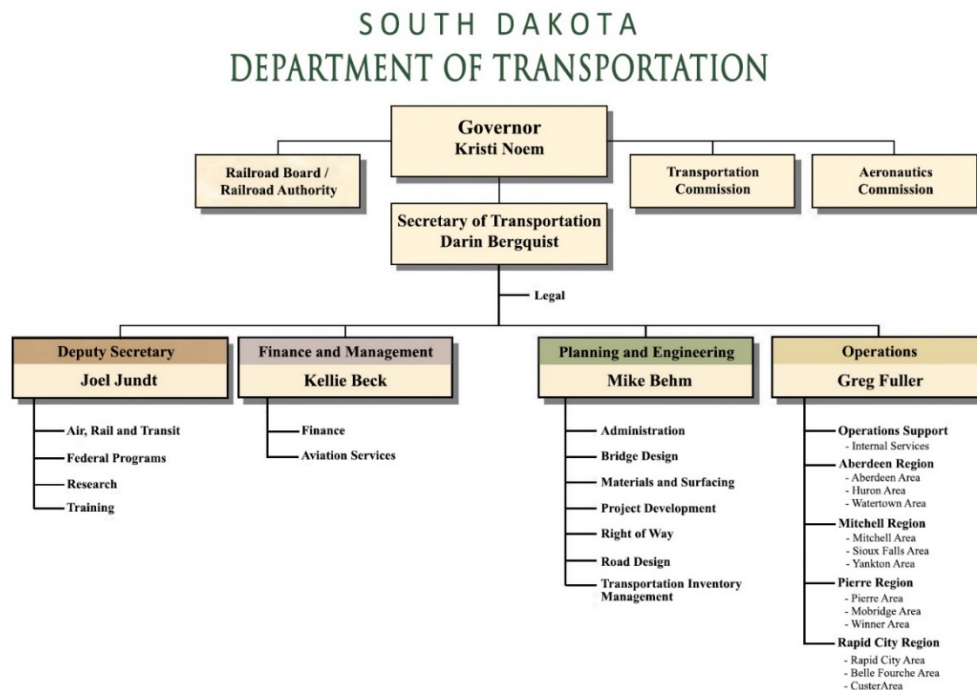 SOUTH DAKOTA
DEPARTMENT OF TRANSPORTATION
Governor
Kristi Noem
Railroad Board /
Railroad Authority
Transportation
Commission
Aeronautics
Commission
Secretary of Transportation
Darin Bergquist
Legal
Deputy Secretary
Joel Jundt
Air, Rail and Transit
Federal Programs
Research
Training
Finance and Management
Kellie Beck
Finance
Aviation Services
Planning and Engineering
Mike Behm
Administration
Bridge Design
Materials and Surfacing
Project Development
Right of Way
Road Design
Transportation Inventory
Management
Operations
Greg Fuller
Operations Support
- Internal Services
Aberdeen Region
- Aberdeen Area
- Huron Area
- Watertown Area
Mitchell Region
- Mitchell Area
- Sioux Falls Area
- Yankton Area
Pierre Region
- Pierre Area
- Mobridge Area
- Winner Area
Rapid City Region
- Rapid City Area
- Belle Fourche Area
- CusterArea